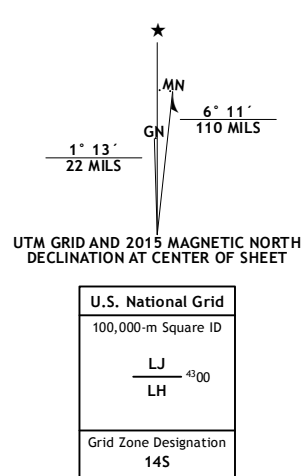 ★
MN
GN
6° 11´
110 MILS
1° 13´
22 MILS
UTM GRID AND 2015 MAGNETIC NORTH
DECLINATION AT CENTER OF SHEET
U.S. National Grid
100,000-m Square ID
LJ
4300
LH
Grid Zone Designation
14S